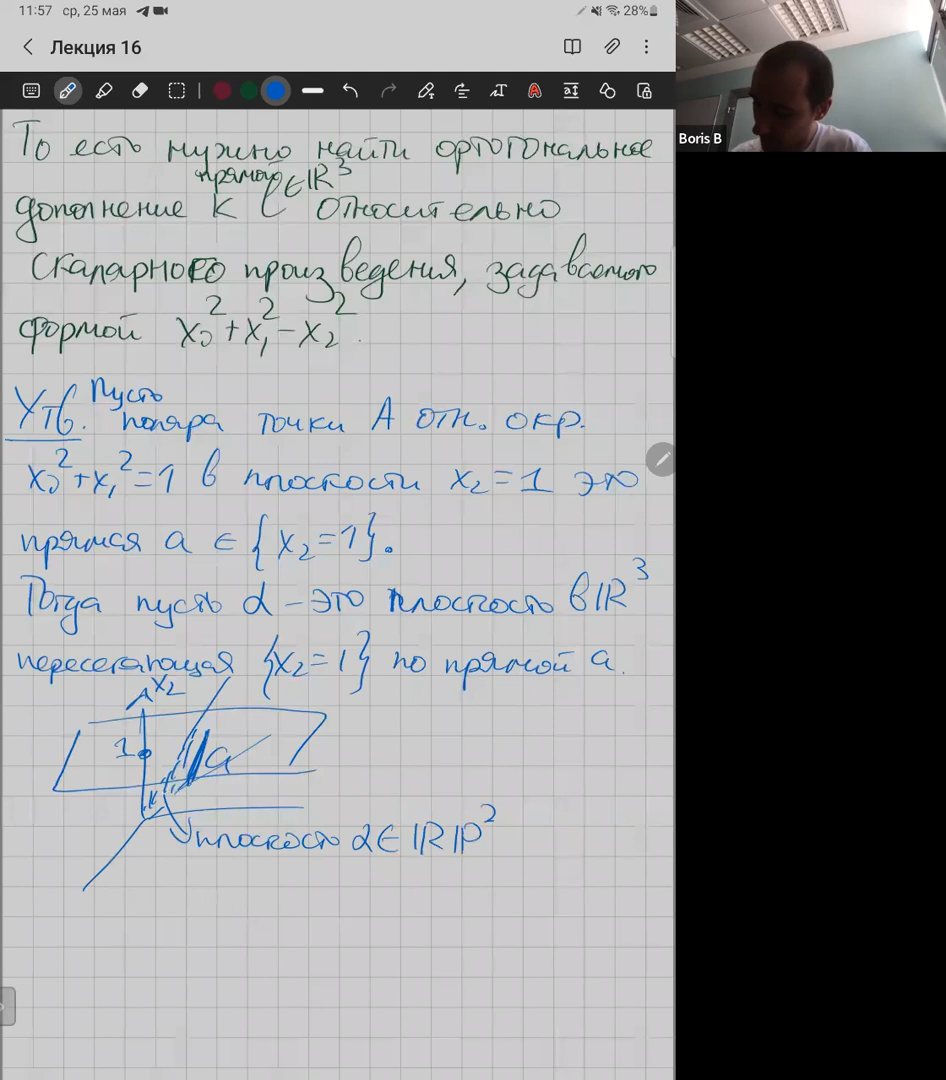 11:57 ср, 25 мая
28%
Лекция 16
Boris B
То есть нужно найти ортогональное
прямой
дополнение к l ∈ ℝ³ относительно
скалярного произведения, задаваемого
формой x₀² + x₁² − x₂².
Утв. Пусть поляра точки A отн. окр.
x₀² + x₁² = 1 в плоскости x₂ = 1 это
прямая a ∈ {x₂ = 1}.
Тогда пусть α – это плоскость в ℝ³
пересекающая {x₂ = 1} по прямой a.
x₂
1
a
плоскость α ∈ ℝP²